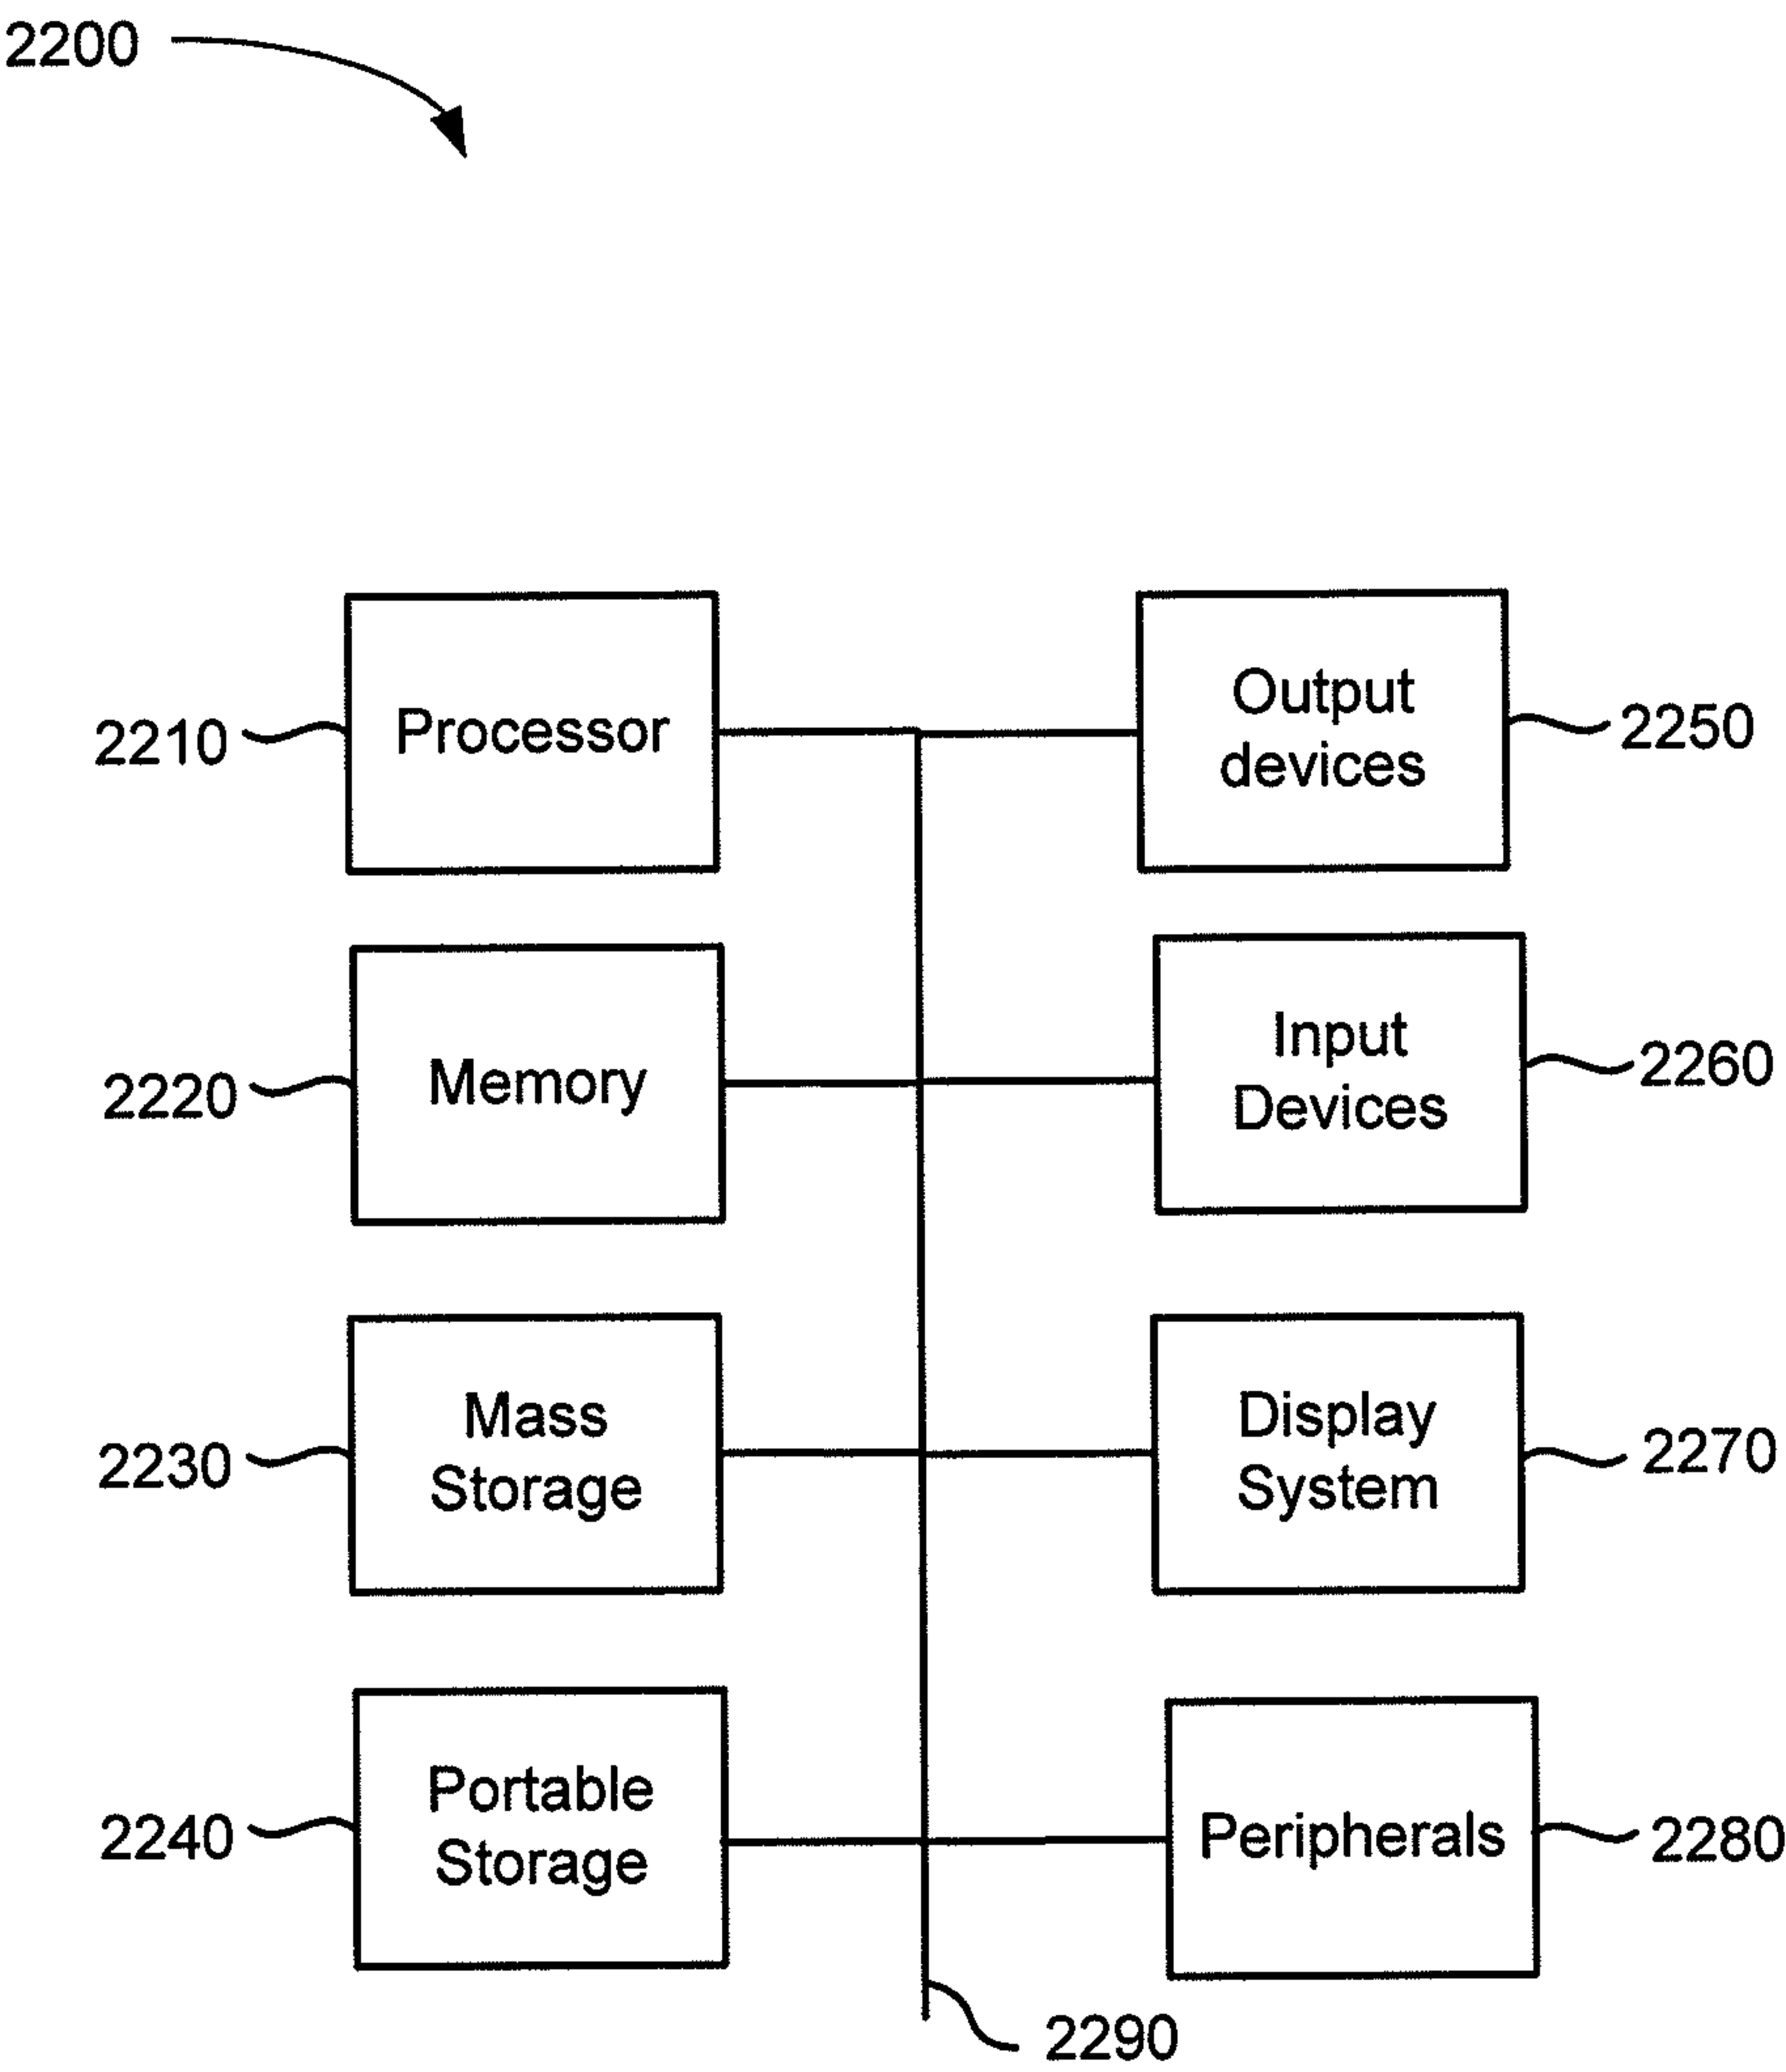 2200
2210
Processor
Output
devices
2250
2220
Memory
Input
Devices
2260
2230
Mass
Storage
Display
System
2270
2240
Portable
Storage
Peripherals
2280
2290